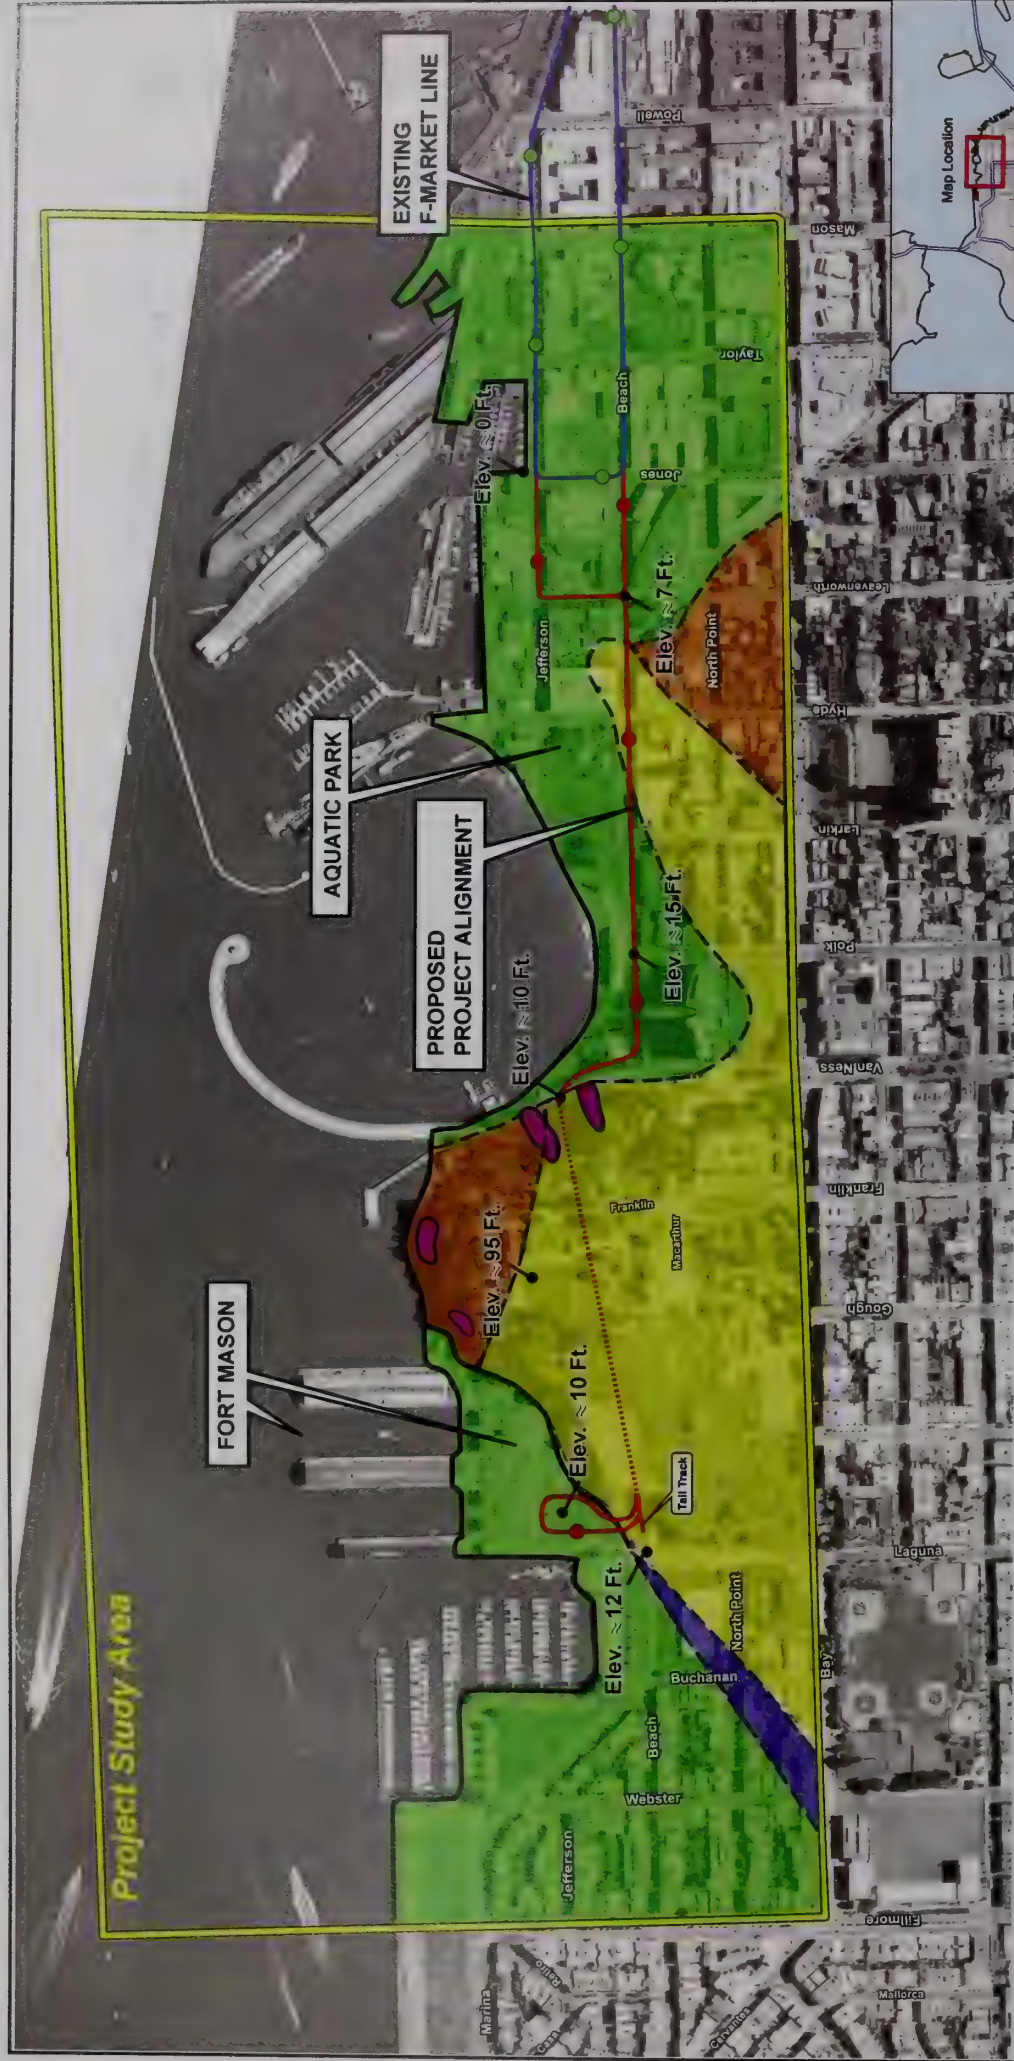 Project Study Area
FORT MASON
AQUATIC PARK
PROPOSED
PROJECT ALIGNMENT
EXISTING
F-MARKET LINE
Map Location
Elev. ≈ 12 Ft.
Elev. ≈ 10 Ft.
Elev. ≈ 95 Ft.
Elev. ≈ 10 Ft.
Elev. ≈ 15 Ft.
Elev. ≈ 7 Ft.
Elev. ≈ 0 Ft.
Tail Track
Marina
Casa
Retiro
Cervantes
Mallorca
Fillmore
Jefferson
Webster
Beach
Buchanan
North Point
Bay
Laguna
Gough
Macarthur
Franklin
Franklin
Van Ness
Polk
Larkin
Hyde
North Point
Leavenworth
Jefferson
Jones
Beach
Taylor
Mason
Powell